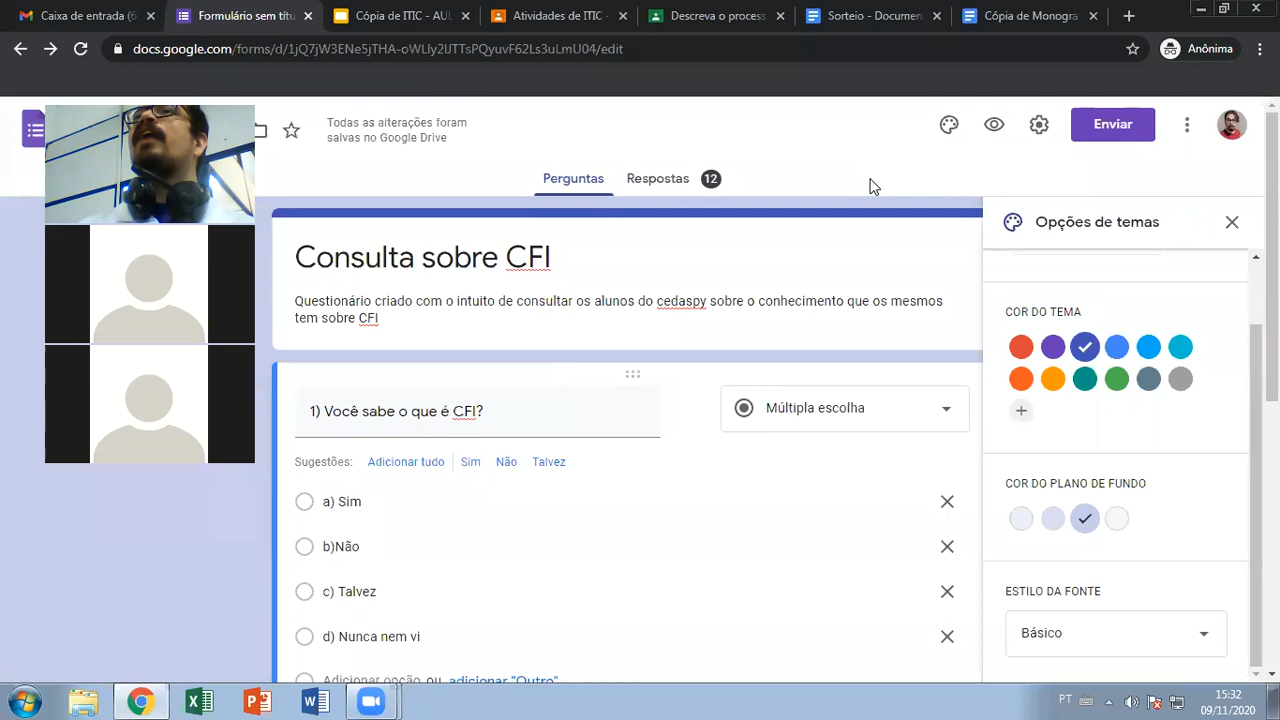 Caixa de entrada (6
Formulário sem títu
Cópia de ITIC - AUL
Atividades de ITIC -
Descreva o process
Sorteio - Documen
Cópia de Monogra
docs.google.com/forms/d/1jQ7jW3ENe5jTHA-oWLly2lJTTsPQyuvF62Ls3uLmU04/edit
Anônima
Todas as alterações foram
salvas no Google Drive
Enviar
Perguntas
Respostas 12
Opções de temas
Consulta sobre CFI
Questionário criado com o intuito de consultar os alunos do cedaspy sobre o conhecimento que os mesmos
tem sobre CFI
COR DO TEMA
1) Você sabe o que é CFI?
Múltipla escolha
Sugestões: Adicionar tudo Sim Não Talvez
COR DO PLANO DE FUNDO
a) Sim
b)Não
c) Talvez
d) Nunca nem vi
Adicionar opção ou adicionar "Outro"
ESTILO DA FONTE
Básico
PT
15:32
09/11/2020